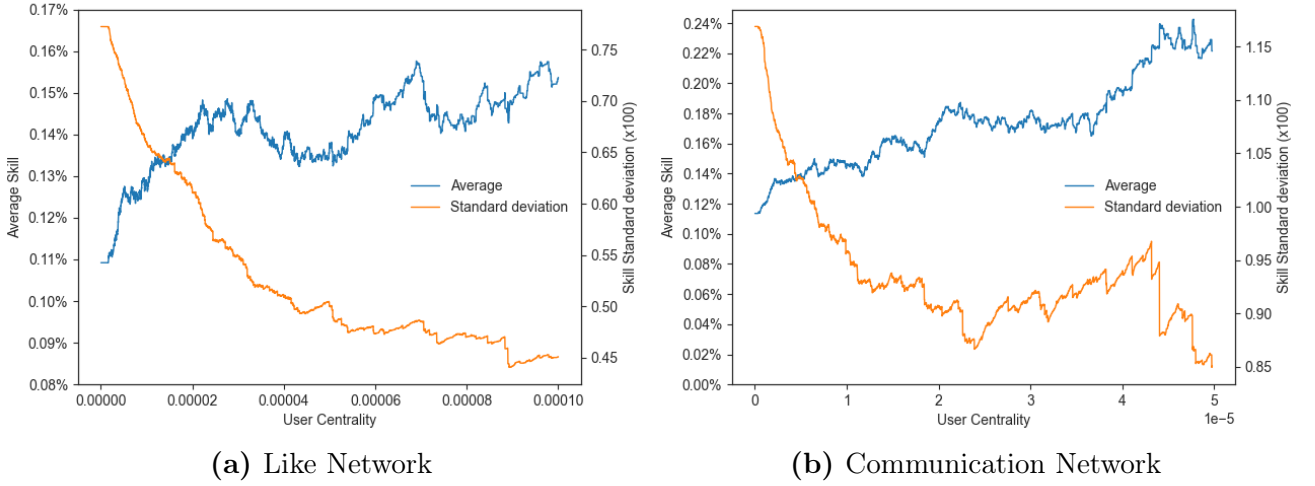 0.17%
0.16%
0.15%
0.14%
0.13%
0.12%
0.11%
0.10%
0.09%
0.08%
Average Skill
0.75
0.70
0.65
0.60
0.55
0.50
0.45
Skill Standard deviation (x100)
Average
Standard deviation
0.00000 0.00002 0.00004 0.00006 0.00008 0.00010
User Centrality
(a) Like Network
0.24%
0.22%
0.20%
0.18%
0.16%
0.14%
0.12%
0.10%
0.08%
0.06%
0.04%
0.02%
0.00%
Average Skill
1.15
1.10
1.05
1.00
0.95
0.90
0.85
Skill Standard deviation (x100)
Average
Standard deviation
0 1 2 3 4 5
1e−5
User Centrality
(b) Communication Network